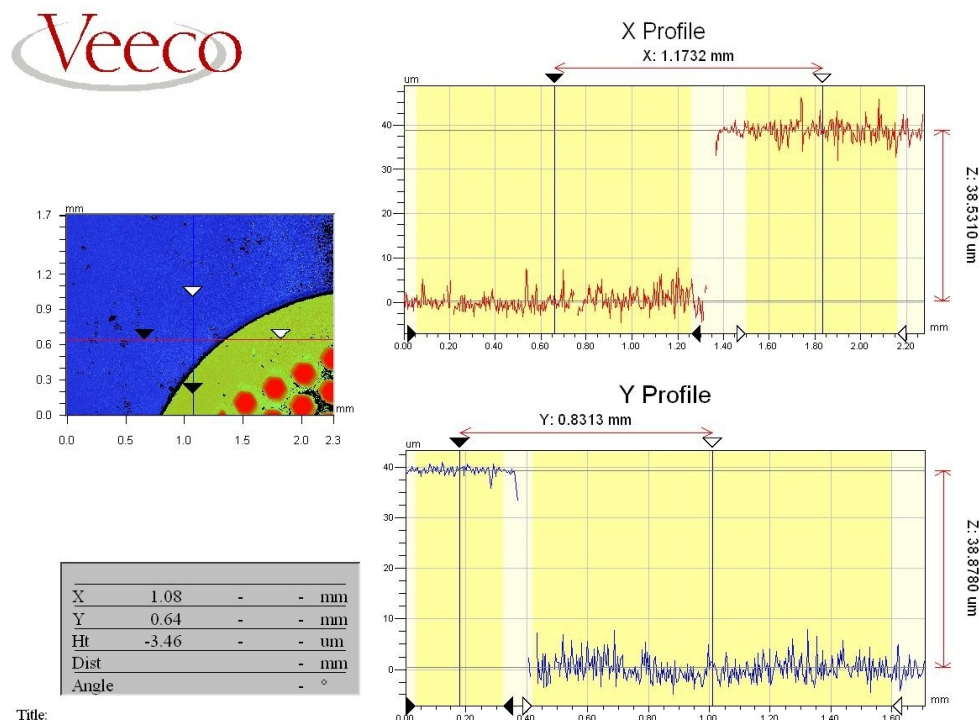 Veeco
X Profile
X: 1.1732 mm
um
40
30
20
10
0
0.00 0.20 0.40 0.60 0.80 1.00 1.20 1.40 1.60 1.80 2.00 2.20
mm
Z: 38.5310 um
mm
1.7
1.2
0.9
0.6
0.3
0.0
mm
0.0 0.6 1.0 1.5 2.0 2.3
Y Profile
Y: 0.8313 mm
um
40
30
20
10
0
0.00 0.20 0.40 0.60 0.80 1.00 1.20 1.40 1.60
mm
Z: 38.8780 um
X 1.08 - - mm
Y 0.64 - - mm
Ht -3.46 - - um
Dist - mm
Angle - °
Title: